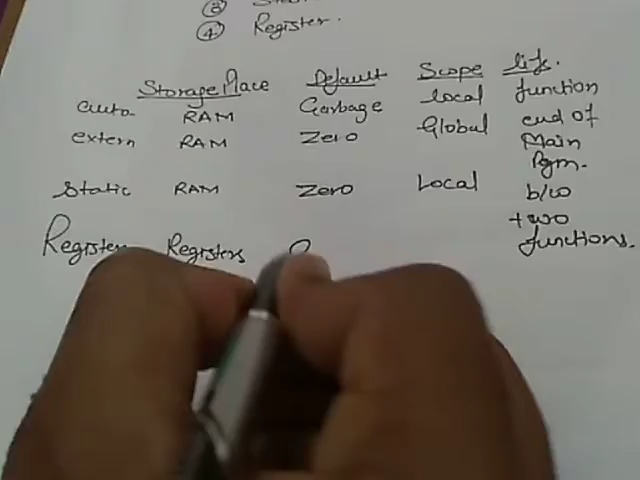 ④ Register.
Storage Place Default Scope life.
auto RAM Garbage local function
extern RAM Zero Global end of
Main
Pgm.
Static RAM Zero Local b/w
two
functions.
Register Registers